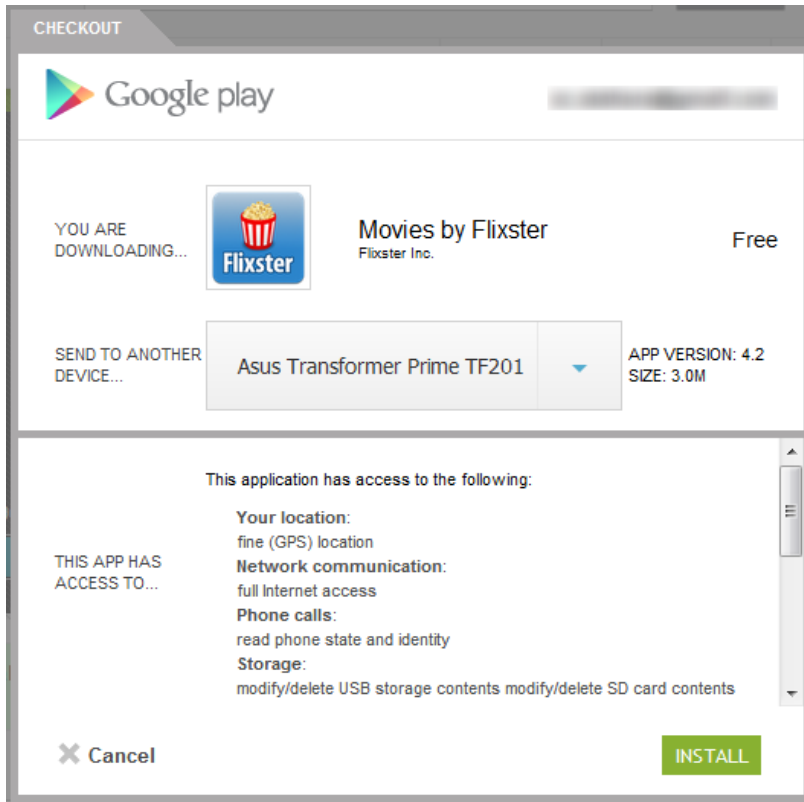 CHECKOUT
Google play
YOU ARE
DOWNLOADING...
Flixster
Movies by Flixster
Flixster Inc.
Free
SEND TO ANOTHER
DEVICE...
Asus Transformer Prime TF201
APP VERSION: 4.2
SIZE: 3.0M
This application has access to the following:
THIS APP HAS
ACCESS TO...
Your location:
fine (GPS) location
Network communication:
full Internet access
Phone calls:
read phone state and identity
Storage:
modify/delete USB storage contents modify/delete SD card contents
Cancel
INSTALL